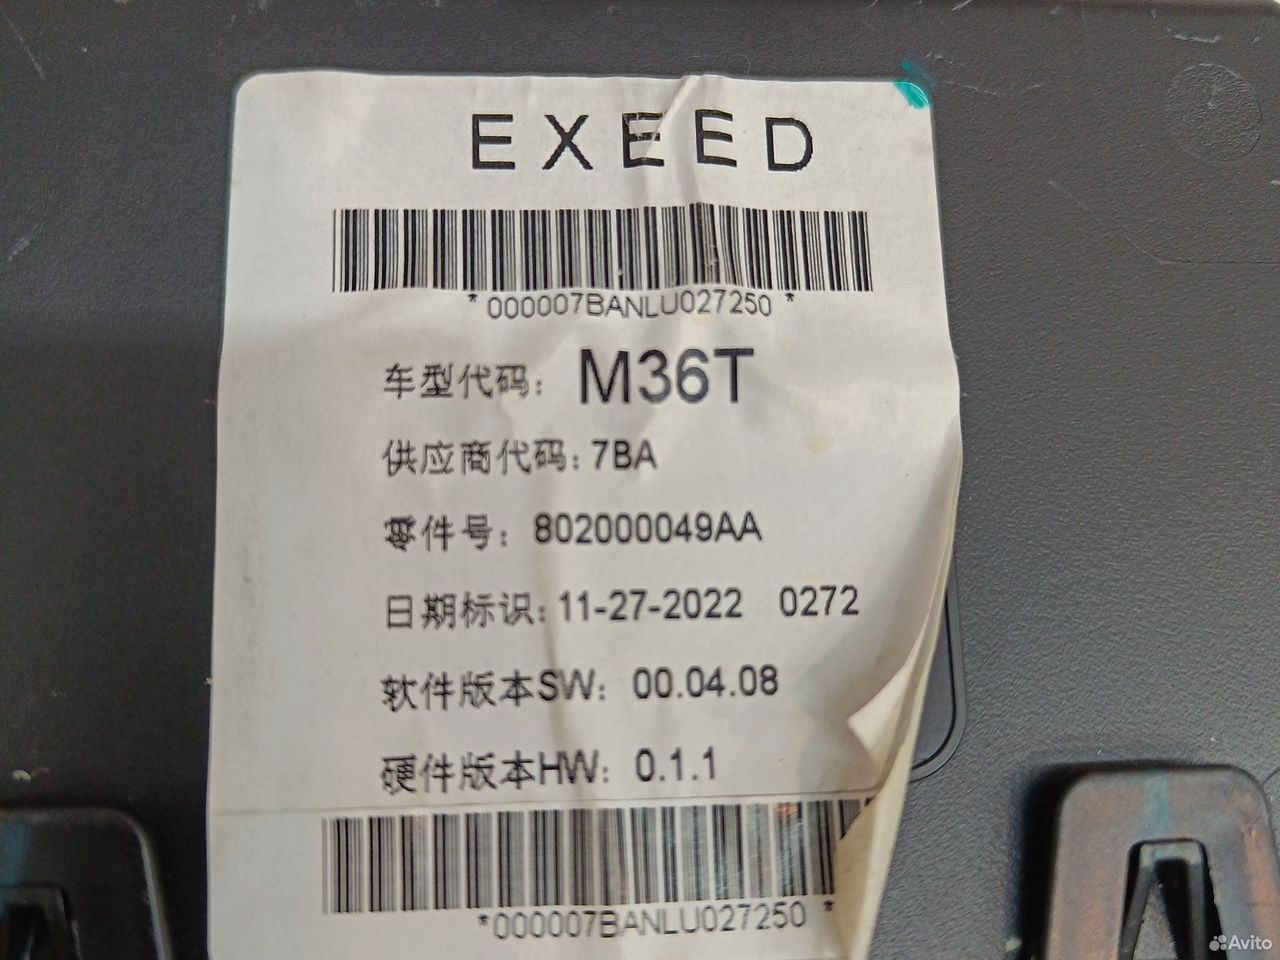 EXEED
*000007BANLU027250*
车型代码: M36T
供应商代码: 7BA
零件号: 802000049AA
日期标识: 11-27-2022 0272
软件版本SW: 00.04.08
硬件版本HW: 0.1.1
*000007BANLU027250*
Avito